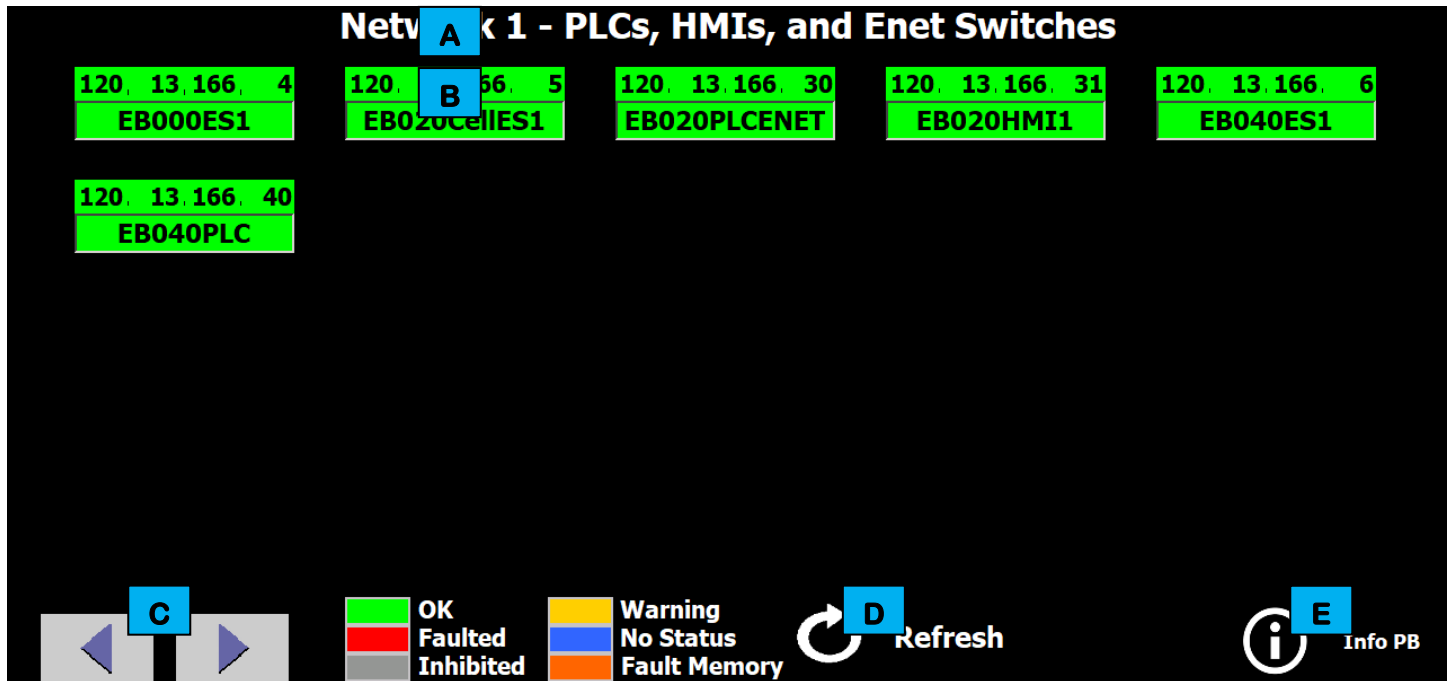 Net k 1 - PLCs, HMIs, and Enet Switches
A
120. 13.166. 4
120. 66. 5
120. 13.166. 30
120. 13.166. 31
120. 13.166. 6
B
EB000ES1
EB020CellES1
EB020PLCENET
EB020HMI1
EB040ES1
120. 13.166. 40
EB040PLC
C
D
E
OK
Warning
Faulted
No Status
Refresh
Info PB
Inhibited
Fault Memory